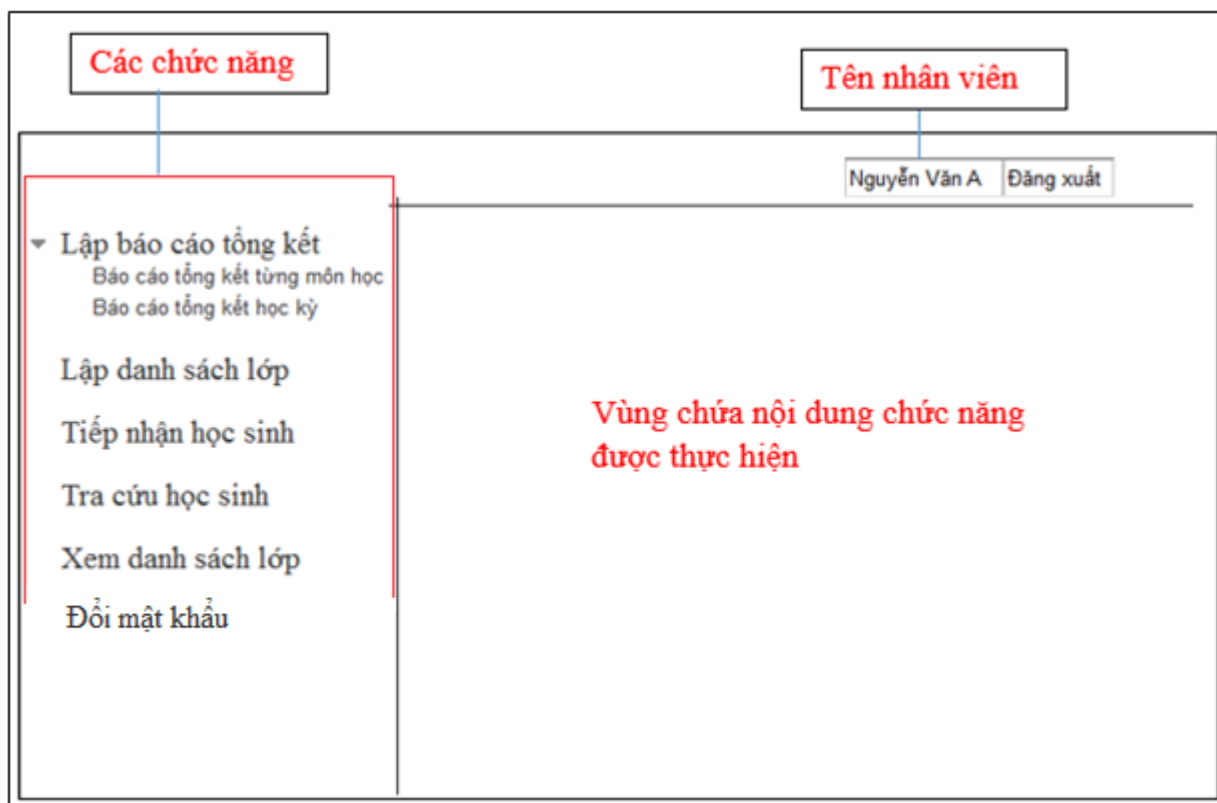 Các chức năng
Tên nhân viên
Nguyễn Văn A
Đăng xuất
Lập báo cáo tổng kết
Báo cáo tổng kết từng môn học
Báo cáo tổng kết học kỳ
Lập danh sách lớp
Tiếp nhận học sinh
Tra cứu học sinh
Xem danh sách lớp
Đổi mật khẩu
Vùng chứa nội dung chức năng
được thực hiện